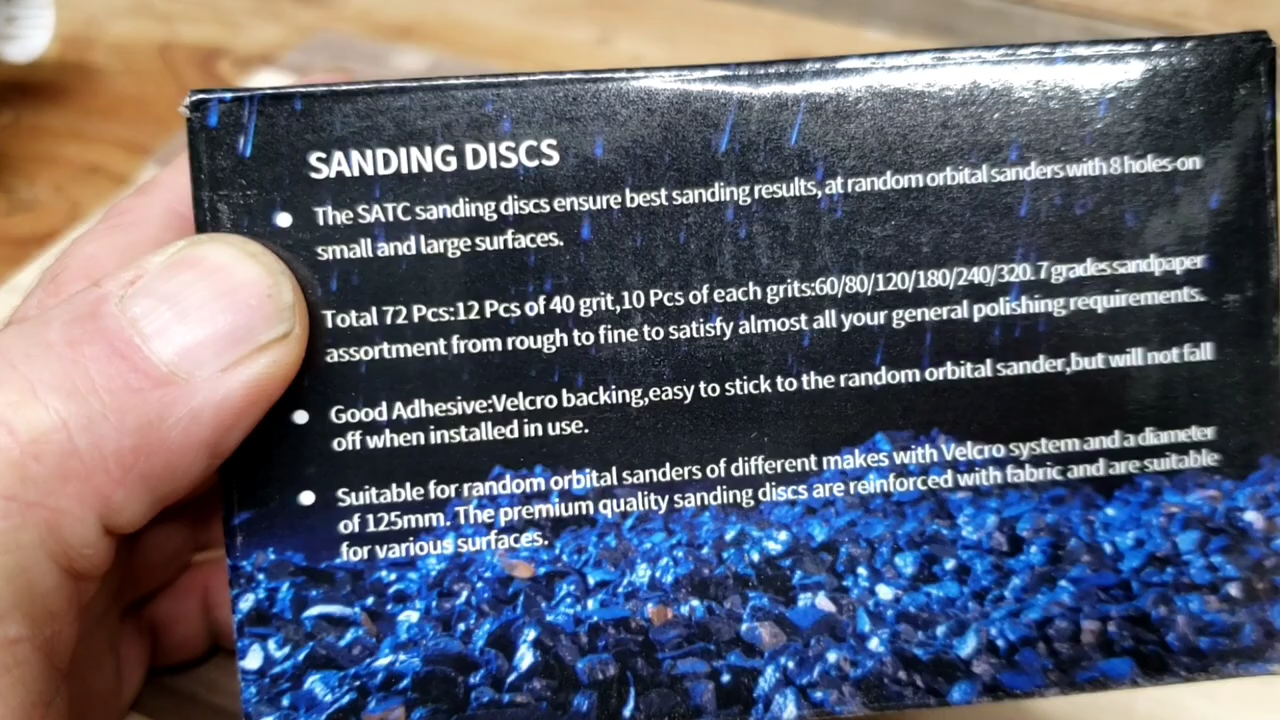 SANDING DISCS
● The SATC sanding discs ensure best sanding results, at random orbital sanders with 8 holes on
small and large surfaces.
Total 72 Pcs:12 Pcs of 40 grit,10 Pcs of each grits:60/80/120/180/240/320. 7 grades sandpaper
assortment from rough to fine to satisfy almost all your general polishing requirements.
● Good Adhesive:Velcro backing,easy to stick to the random orbital sander,but will not fall
off when installed in use.
● Suitable for random orbital sanders of different makes with Velcro system and a diameter
of 125mm. The premium quality sanding discs are reinforced with fabric and are suitable
for various surfaces.